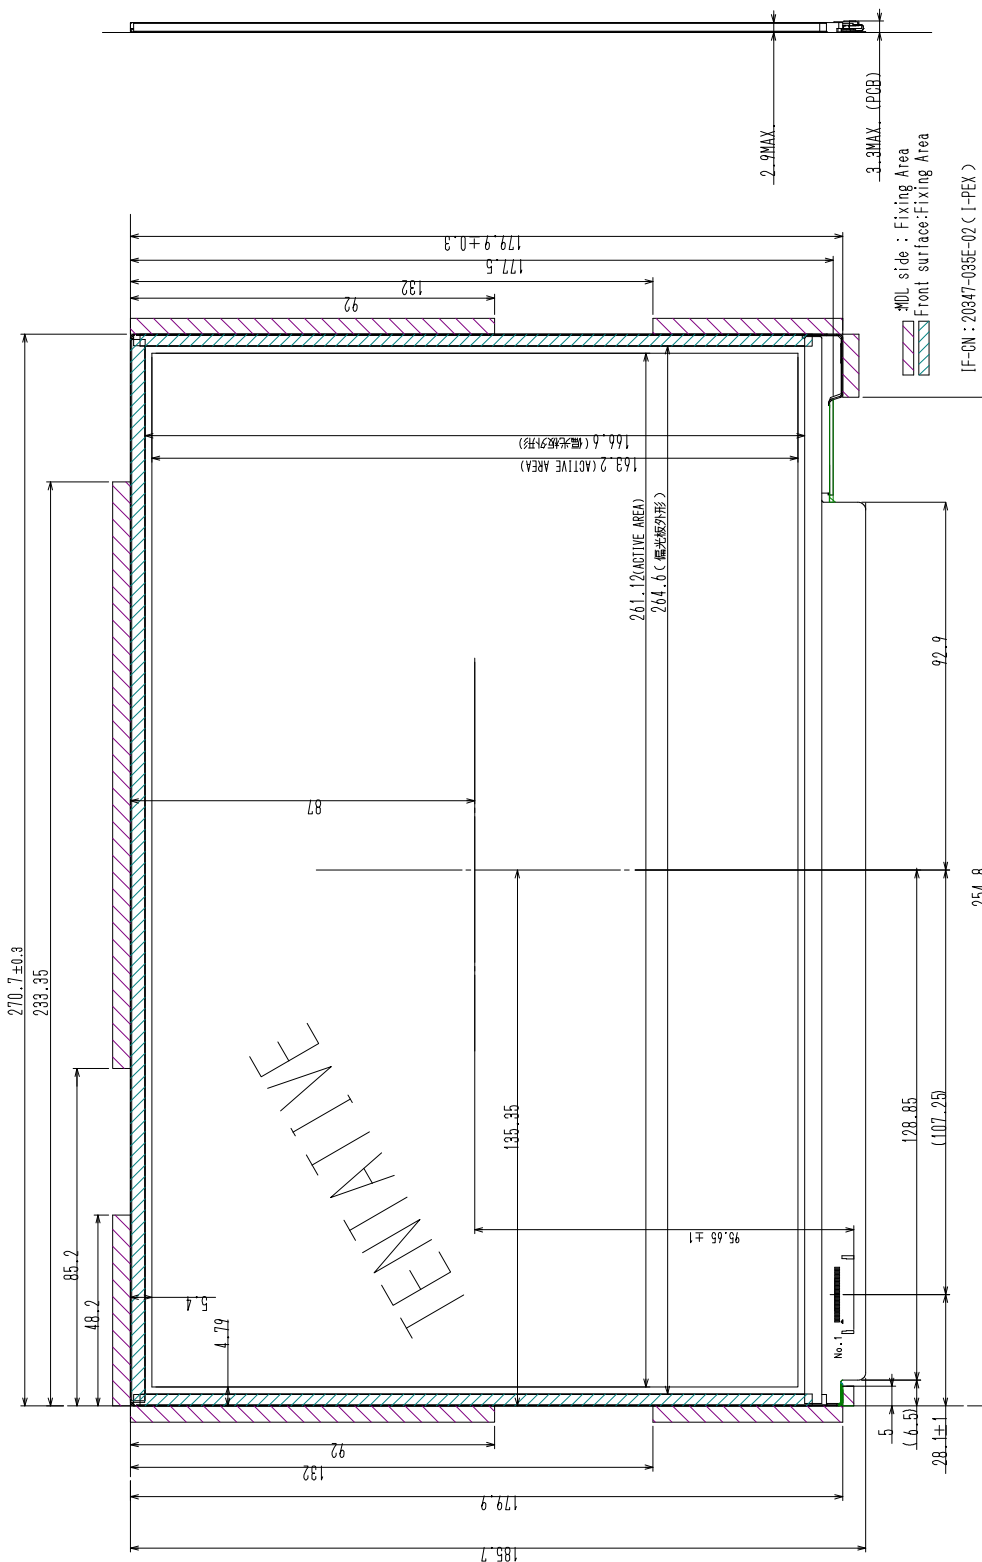 2.9MAX.
3.3MAX. (PCB)
MDL side : Fixing Area
Front surface:Fixing Area
IF-CN : 20347-035E-02 ( I-PEX )
179.9±0.3
177.5
132
92
166.6 (偏光板外形)
163.2 (ACTIVE AREA)
261.12(ACTIVE AREA)
264.6 ( 偏光板外形 )
92.9
87
254.8
270.7±0.3
233.35
TENTATIVE
135.35
128.85
(107.25)
95.65 ±1
85.2
48.2
5.4
4.79
No.1
5
(6.5)
28.1±1
92
132
179.9
185.7